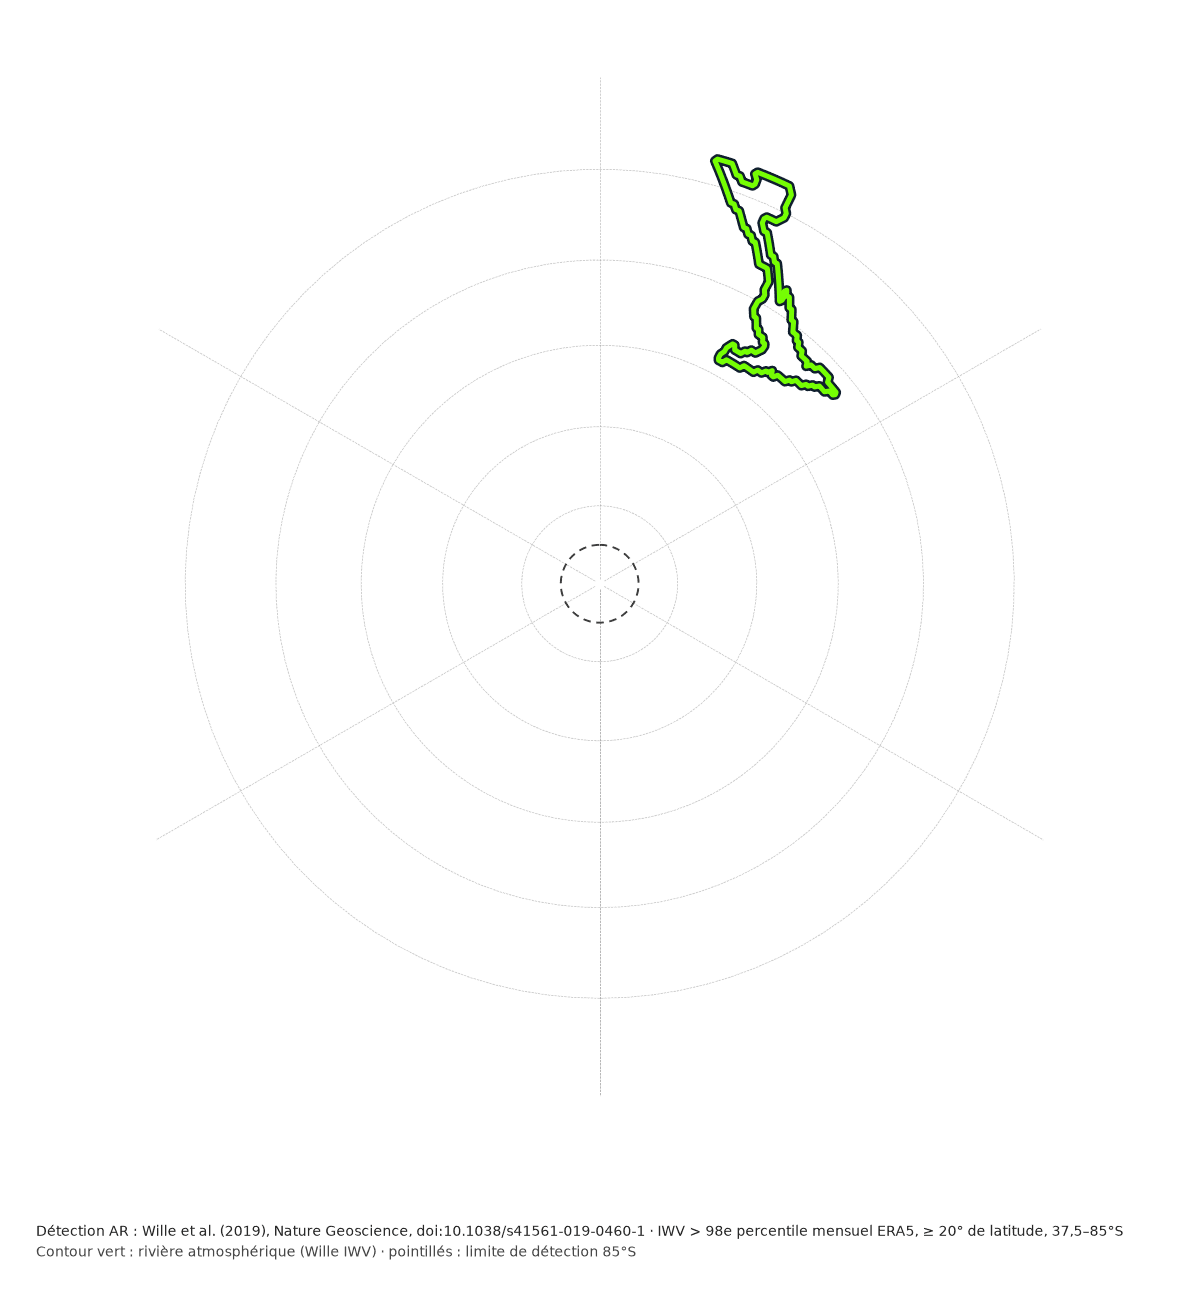 Détection AR : Wille et al. (2019), Nature Geoscience, doi:10.1038/s41561-019-0460-1 · IWV > 98e percentile mensuel ERA5, ≥ 20° de latitude, 37,5–85°S
Contour vert : rivière atmosphérique (Wille IWV) · pointillés : limite de détection 85°S